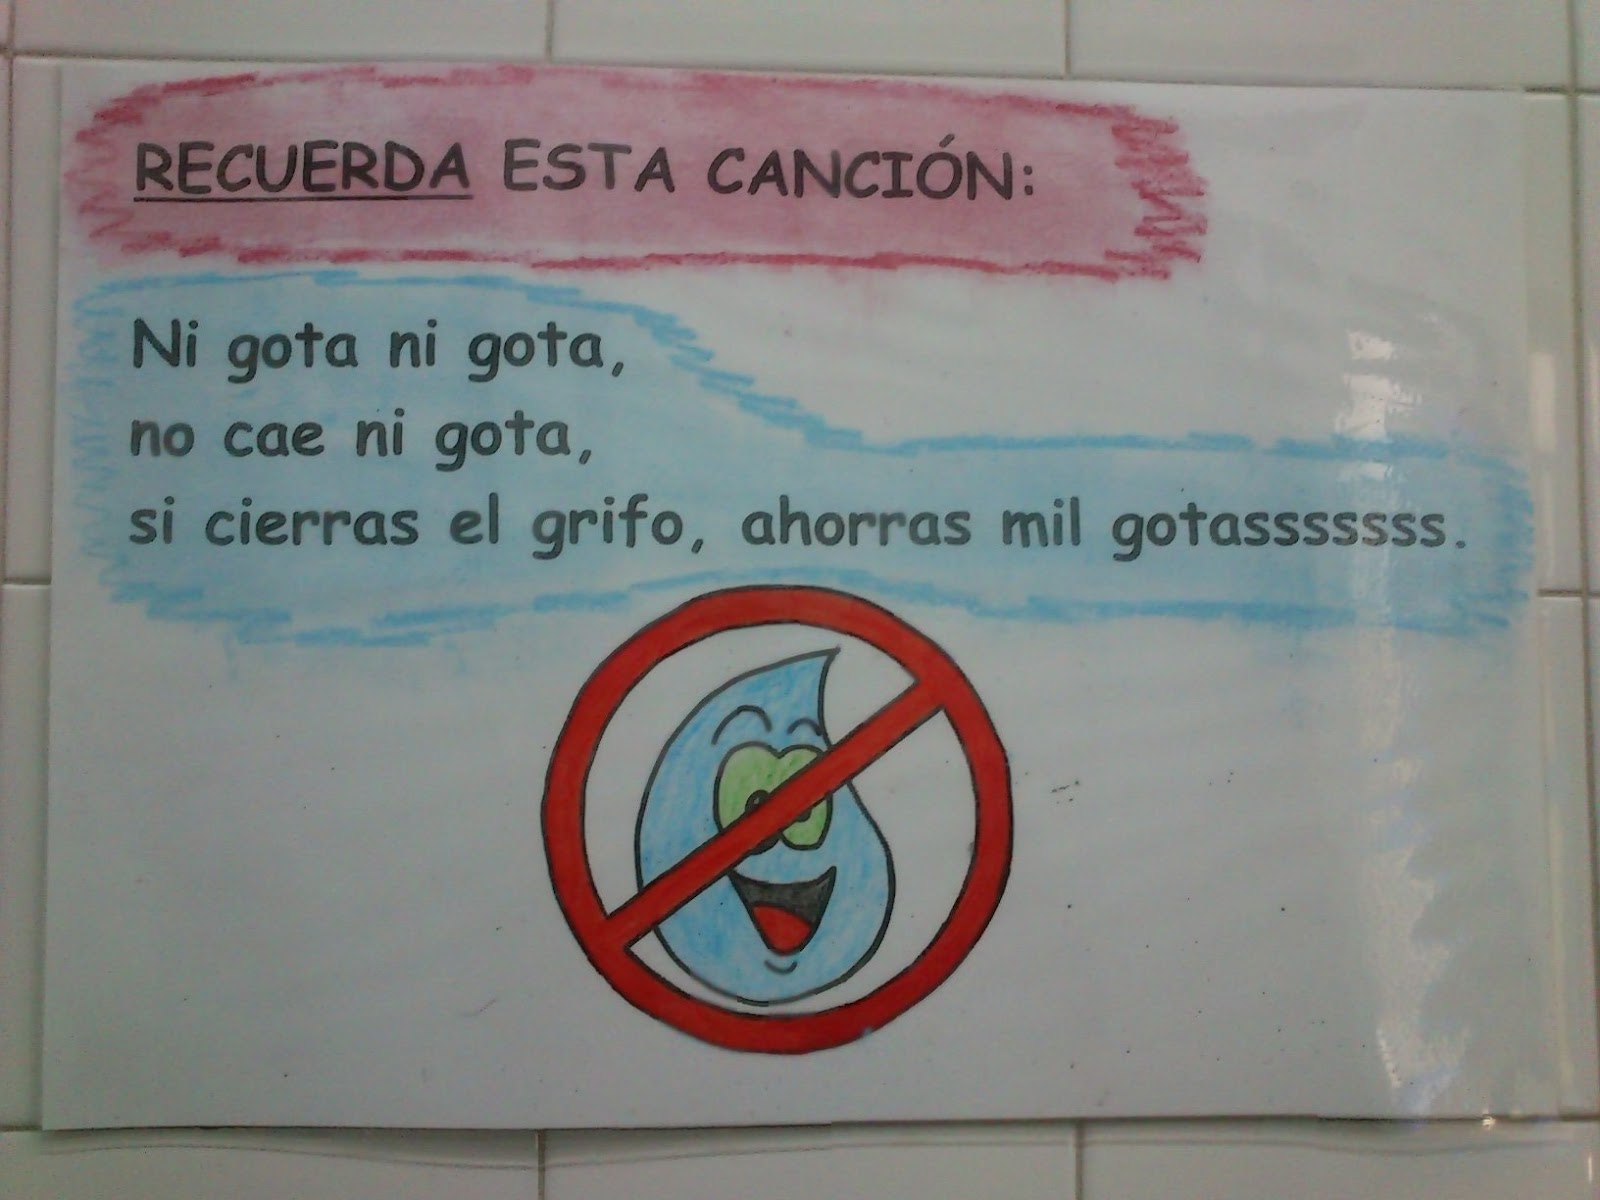 RECUERDA ESTA CANCIÓN:
Ni gota ni gota,
no cae ni gota,
si cierras el grifo, ahorras mil gotasssssss.